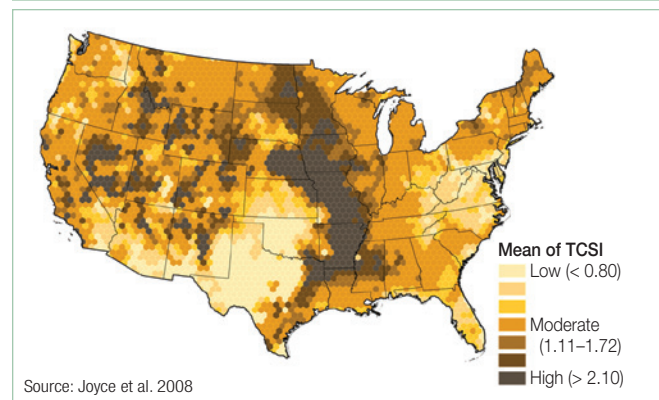 Mean of TCSI
Low (< 0.80)
Moderate
(1.11–1.72)
High (> 2.10)
Source: Joyce et al. 2008